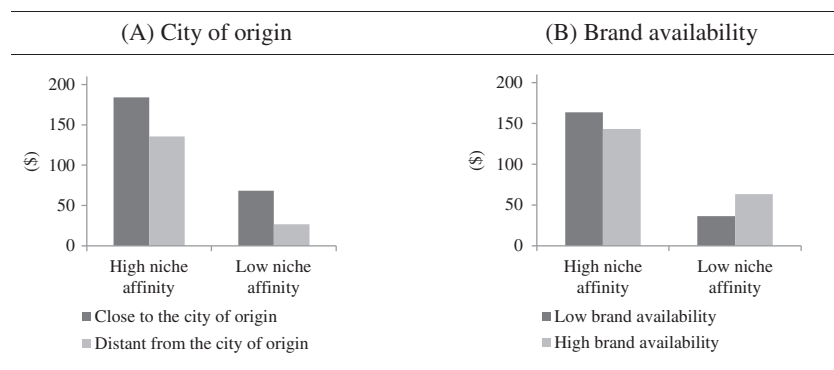 (A) City of origin
(B) Brand availability
($)
200
150
100
50
0
High niche
affinity
Low niche
affinity
Close to the city of origin
Distant from the city of origin
($)
200
150
100
50
0
High niche
affinity
Low niche
affinity
Low brand availability
High brand availability